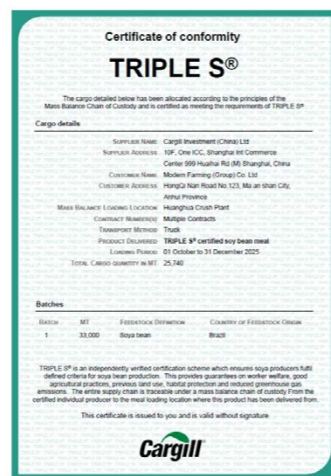 Certificate of conformity
TRIPLE S®
The cargo detailed below has been allocated according to the principles of the
Mass Balance Chain of Custody and is certified as meeting the requirements of TRIPLE S®
Cargo details
SUPPLIER NAME Cargill Investment (China) Ltd
SUPPLIER ADDRESS 10F, One ICC, Shanghai Int Commerce
Center 999 Huaihai Rd (M) Shanghai, China
CUSTOMER NAME Modern Farming (Group) Co. Ltd
CUSTOMER ADDRESS HongQi Nan Road No.123, Ma an shan City,
Anhui Province
MASS BALANCE LOADING LOCATION Huanghua Crush Plant
CONTRACT NUMBER(S) Multiple Contracts
TRANSPORT METHOD Truck
PRODUCT DELIVERED TRIPLE S® certified soy bean meal
LOADING PERIOD 01 October to 31 December 2025
TOTAL CARGO QUANTITY IN MT 25,740
Batches
BATCH MT FEEDSTOCK DEFINITION COUNTRY OF FEEDSTOCK ORIGIN
1 33,000 Soya bean Brazil
TRIPLE S® is an independently verified certification scheme which ensures soya producers fulfil
defined criteria for soya bean production. This provides guarantees on worker welfare, good
agricultural practices, previous land use, habitat protection and reduced greenhouse gas
emissions. The entire supply chain is traceable under a mass balance chain of custody From the
certified individual producer to the meal loading location where this product has been delivered from.
This certificate is issued to you and is valid without signature
Cargill